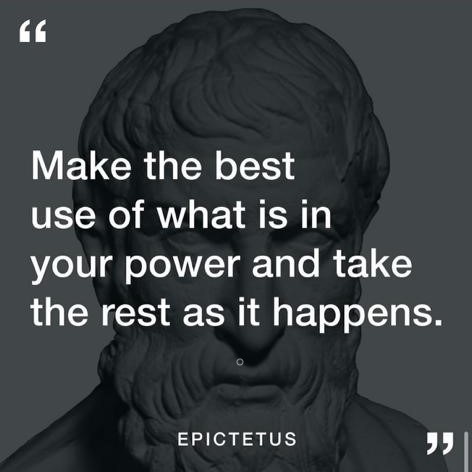 “
Make the best
use of what is in
your power and take
the rest as it happens.
EPICTETUS
”